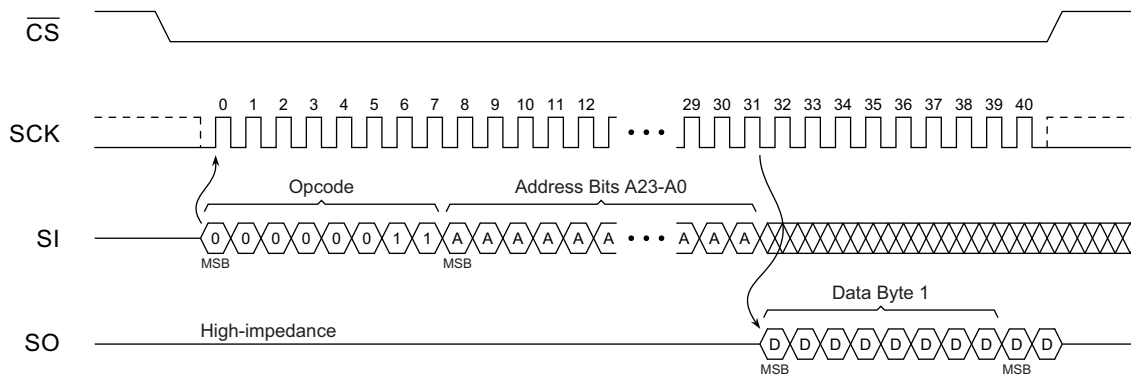 CS
0 1 2 3 4 5 6 7 8 9 10 11 12 29 30 31 32 33 34 35 36 37 38 39 40
SCK
Opcode Address Bits A23-A0
SI 0 0 0 0 0 0 1 1 A A A A A A A A A
MSB MSB
Data Byte 1
High-impedance
SO D D D D D D D D D D
MSB MSB